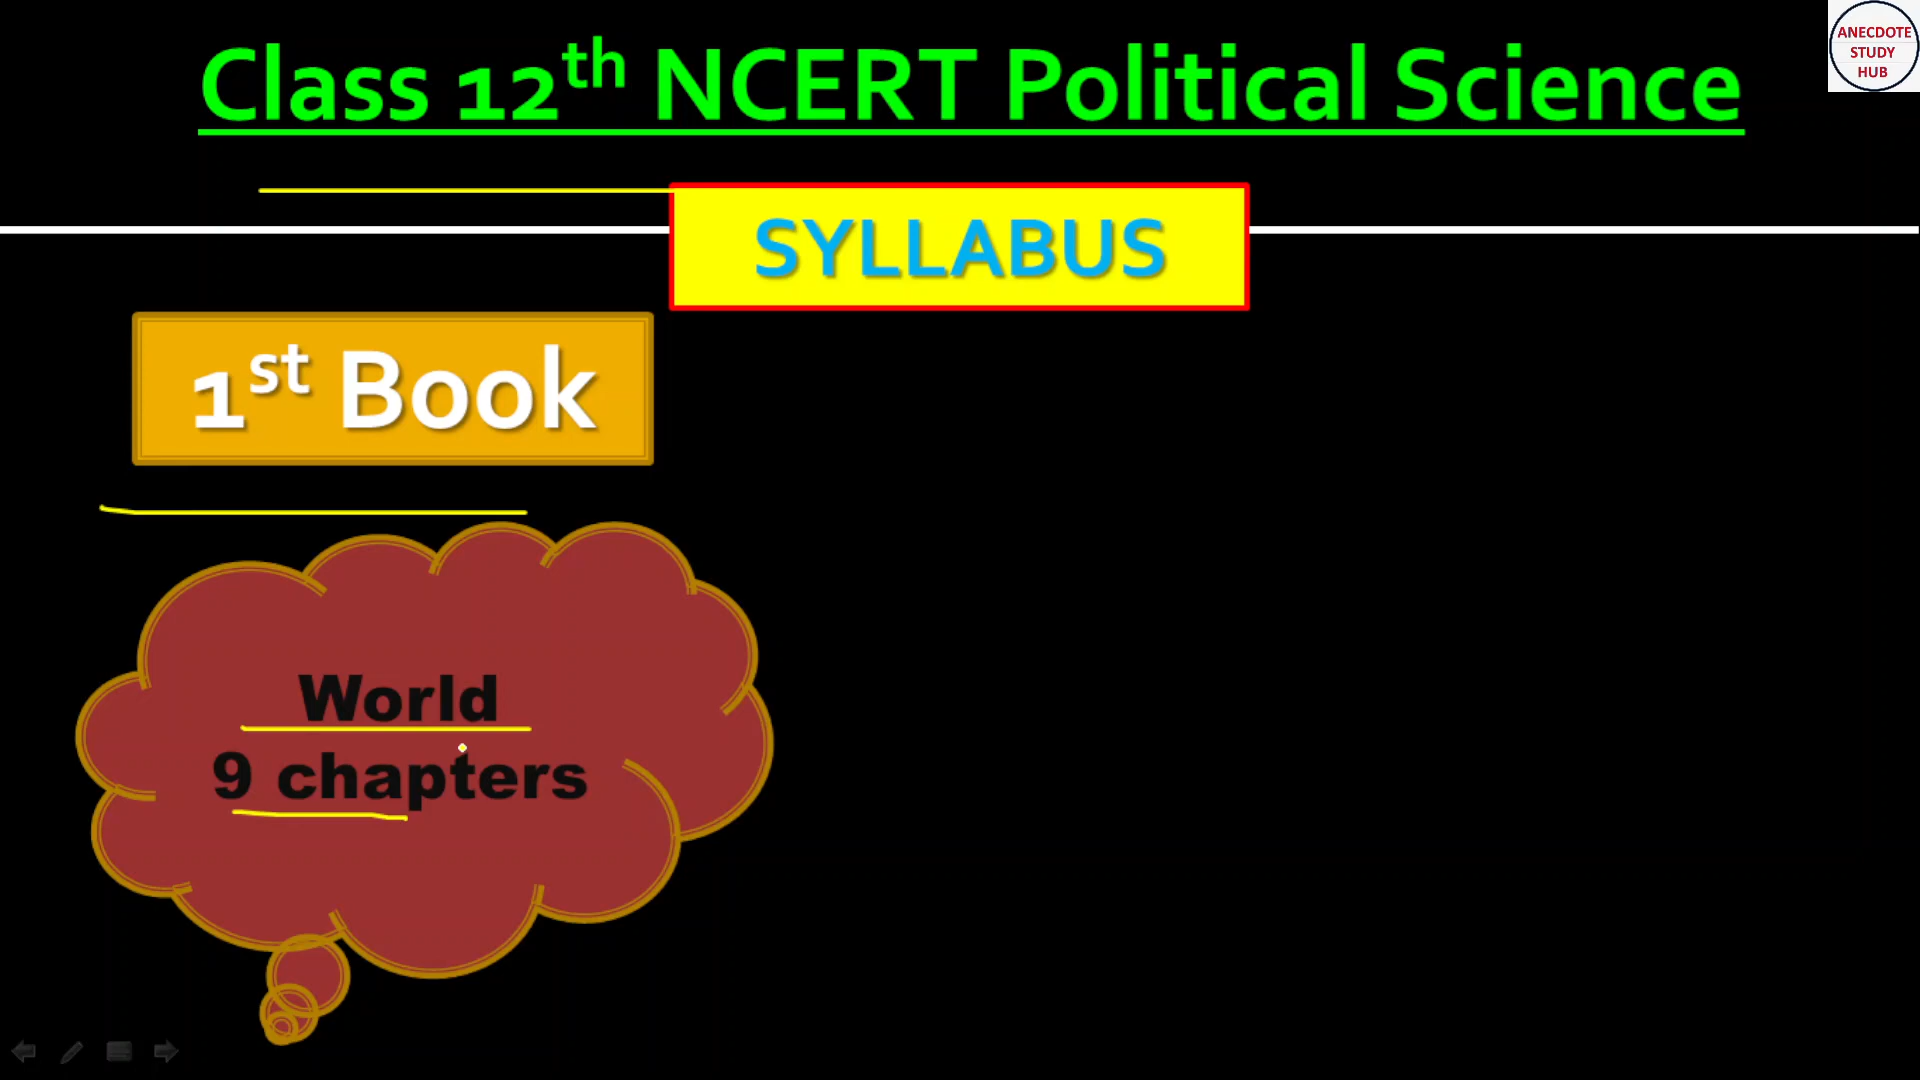 Class 12th NCERT Political Science
ANECDOTE
STUDY
HUB
SYLLABUS
1st Book
World
9 chapters